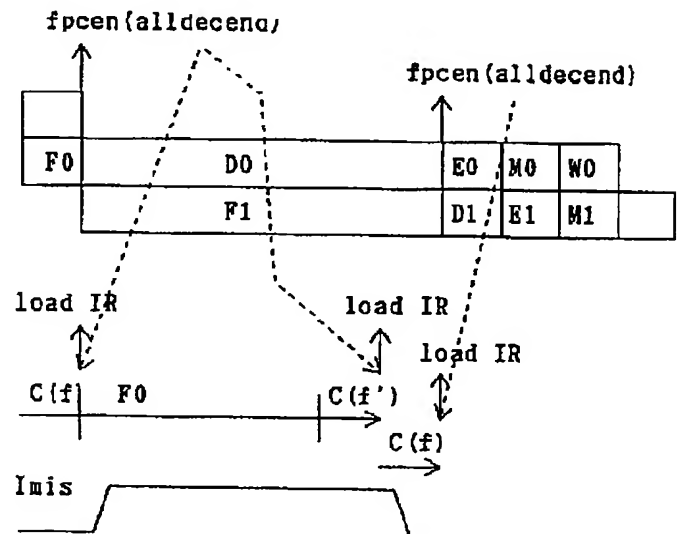 fpcen(alldecend)
fpcen(alldecend)
F0 D0 E0 M0 W0
F1 D1 E1 M1
load IR load IR
load IR
C(f) F0 C(f')
C(f)
Imis